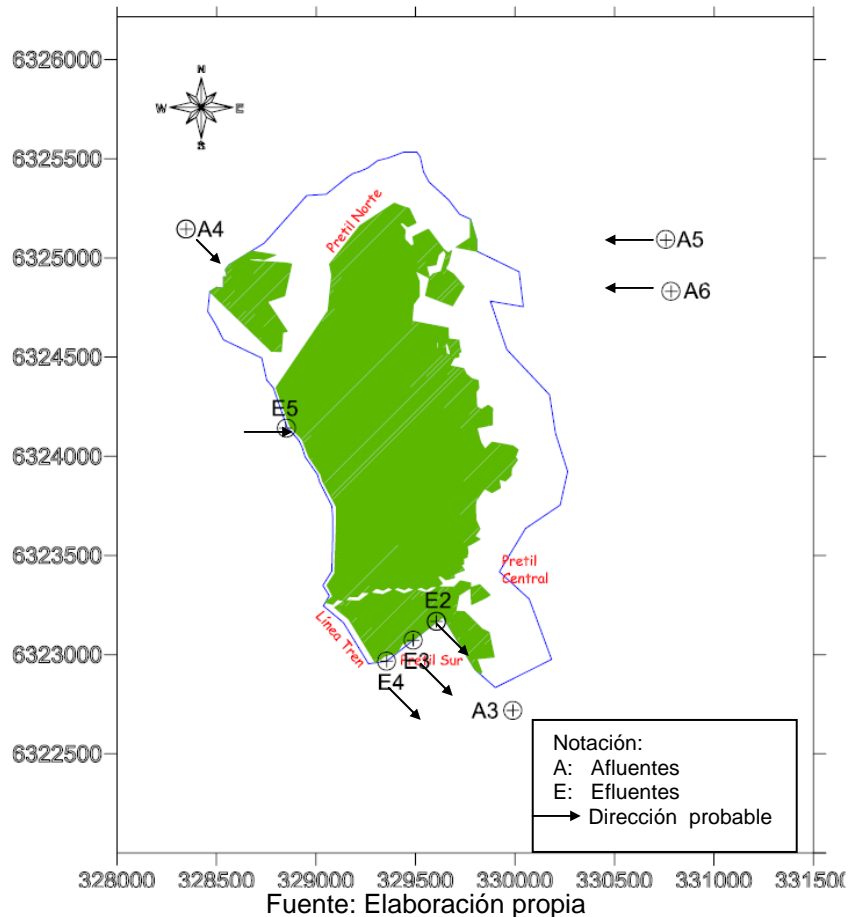 6326000
N
W E
S
6325500
Pretil Norte
A4
A5
6325000
A6
6324500
E5
6324000
6323500
Pretil
Central
E2
Línea Tren
6323000
E3
Pretil Sur
E4
A3
6322500
Notación:
A: Afluentes
E: Efluentes
Dirección probable
328000 328500 329000 329500 330000 330500 331000 33150
Fuente: Elaboración propia